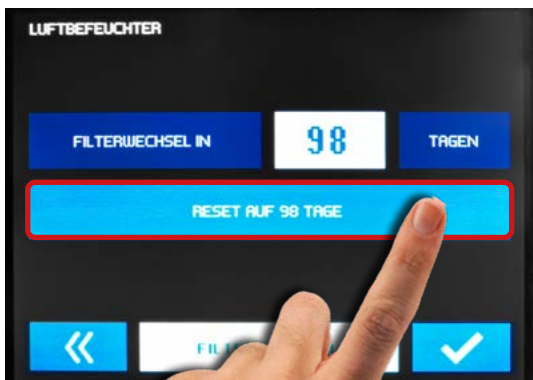 LUFTBEFEUCHTER
FILTERWECHSEL IN 98 TAGEN
RESET AUF 98 TAGE